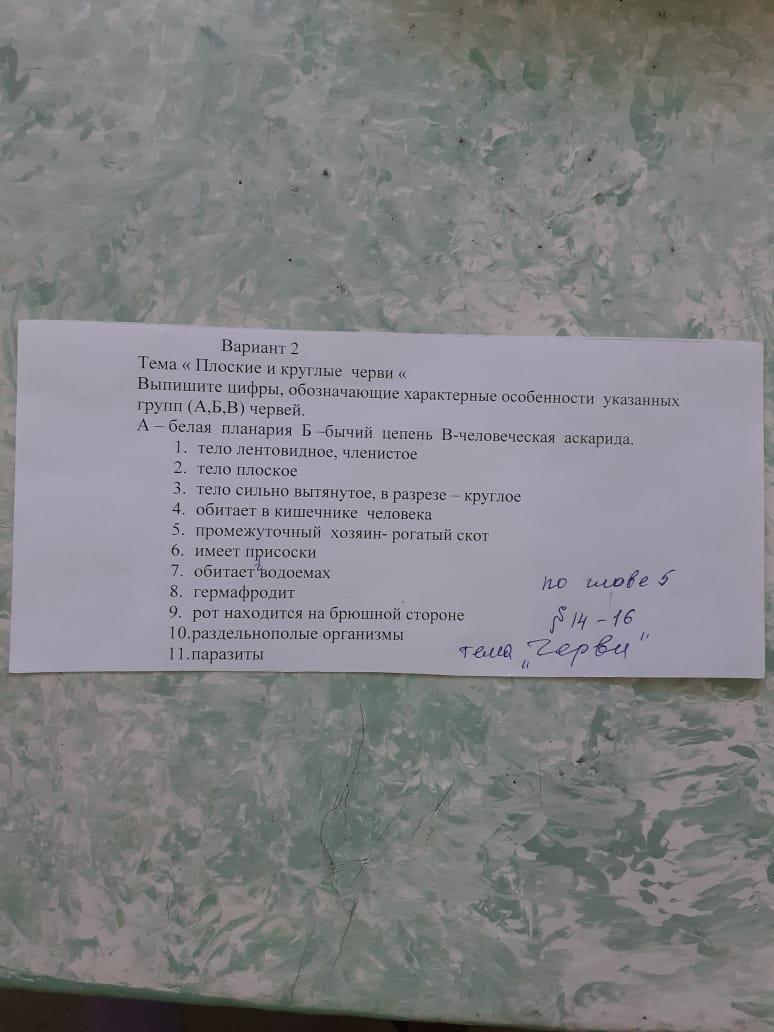 Вариант 2
Тема « Плоские и круглые черви «
Выпишите цифры, обозначающие характерные особенности указанных
групп (А,Б,В) червей.
А – белая планария Б –бычий цепень В-человеческая аскарида.
1. тело лентовидное, членистое
2. тело плоское
3. тело сильно вытянутое, в разрезе – круглое
4. обитает в кишечнике человека
5. промежуточный хозяин- рогатый скот
6. имеет присоски
7. обитает в водоемах
8. гермафродит
9. рот находится на брюшной стороне
10.раздельнополые организмы
11.паразиты
по главе 5
§ 14 – 16
тема „Черви"